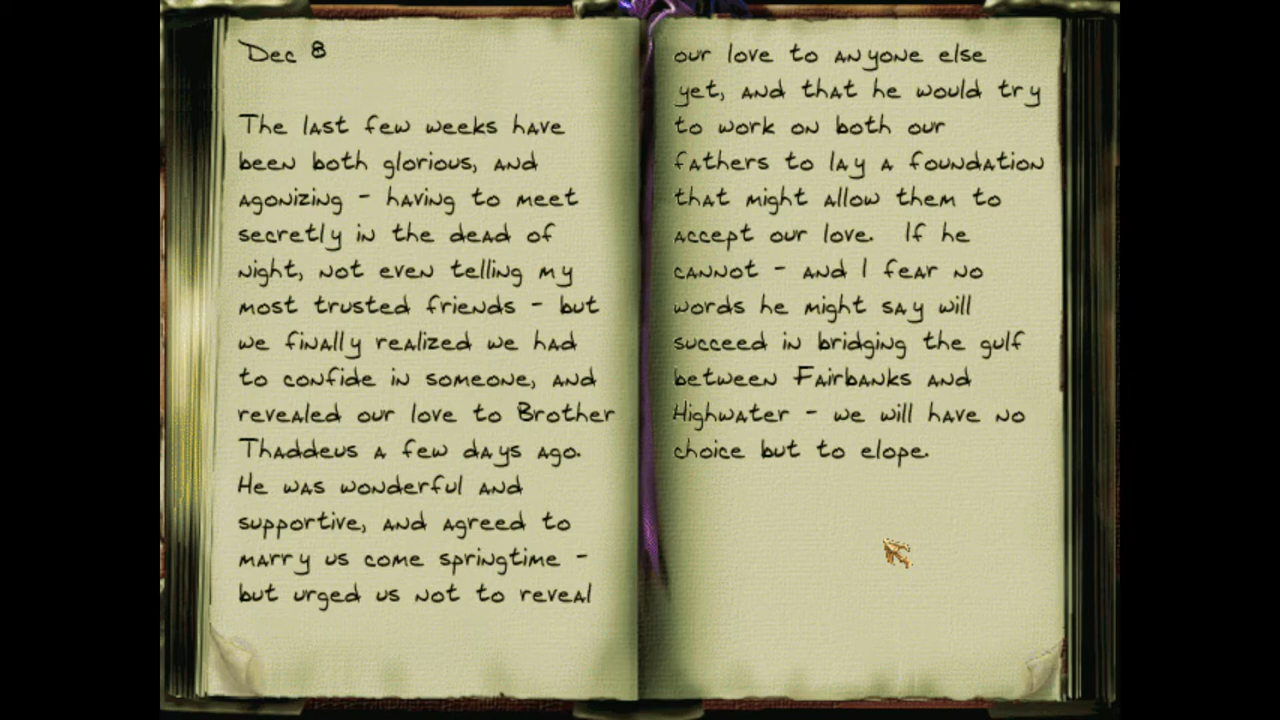 Dec 8
The last few weeks have
been both glorious, and
agonizing - having to meet
secretly in the dead of
night, not even telling my
most trusted friends - but
we finally realized we had
to confide in someone, and
revealed our love to Brother
Thaddeus a few days ago.
He was wonderful and
supportive, and agreed to
marry us come springtime -
but urged us not to reveal
our love to anyone else
yet, and that he would try
to work on both our
fathers to lay a foundation
that might allow them to
accept our love.  If he
cannot - and I fear no
words he might say will
succeed in bridging the gulf
between Fairbanks and
Highwater - we will have no
choice but to elope.